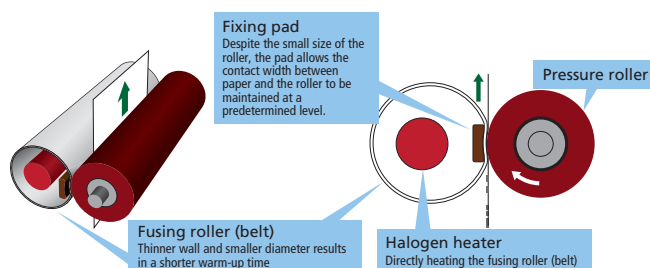 Fixing pad
Despite the small size of the
roller, the pad allows the
contact width between
paper and the roller to be
maintained at a
predetermined level.
Pressure roller
Fusing roller (belt)
Thinner wall and smaller diameter results
in a shorter warm-up time
Halogen heater
Directly heating the fusing roller (belt)